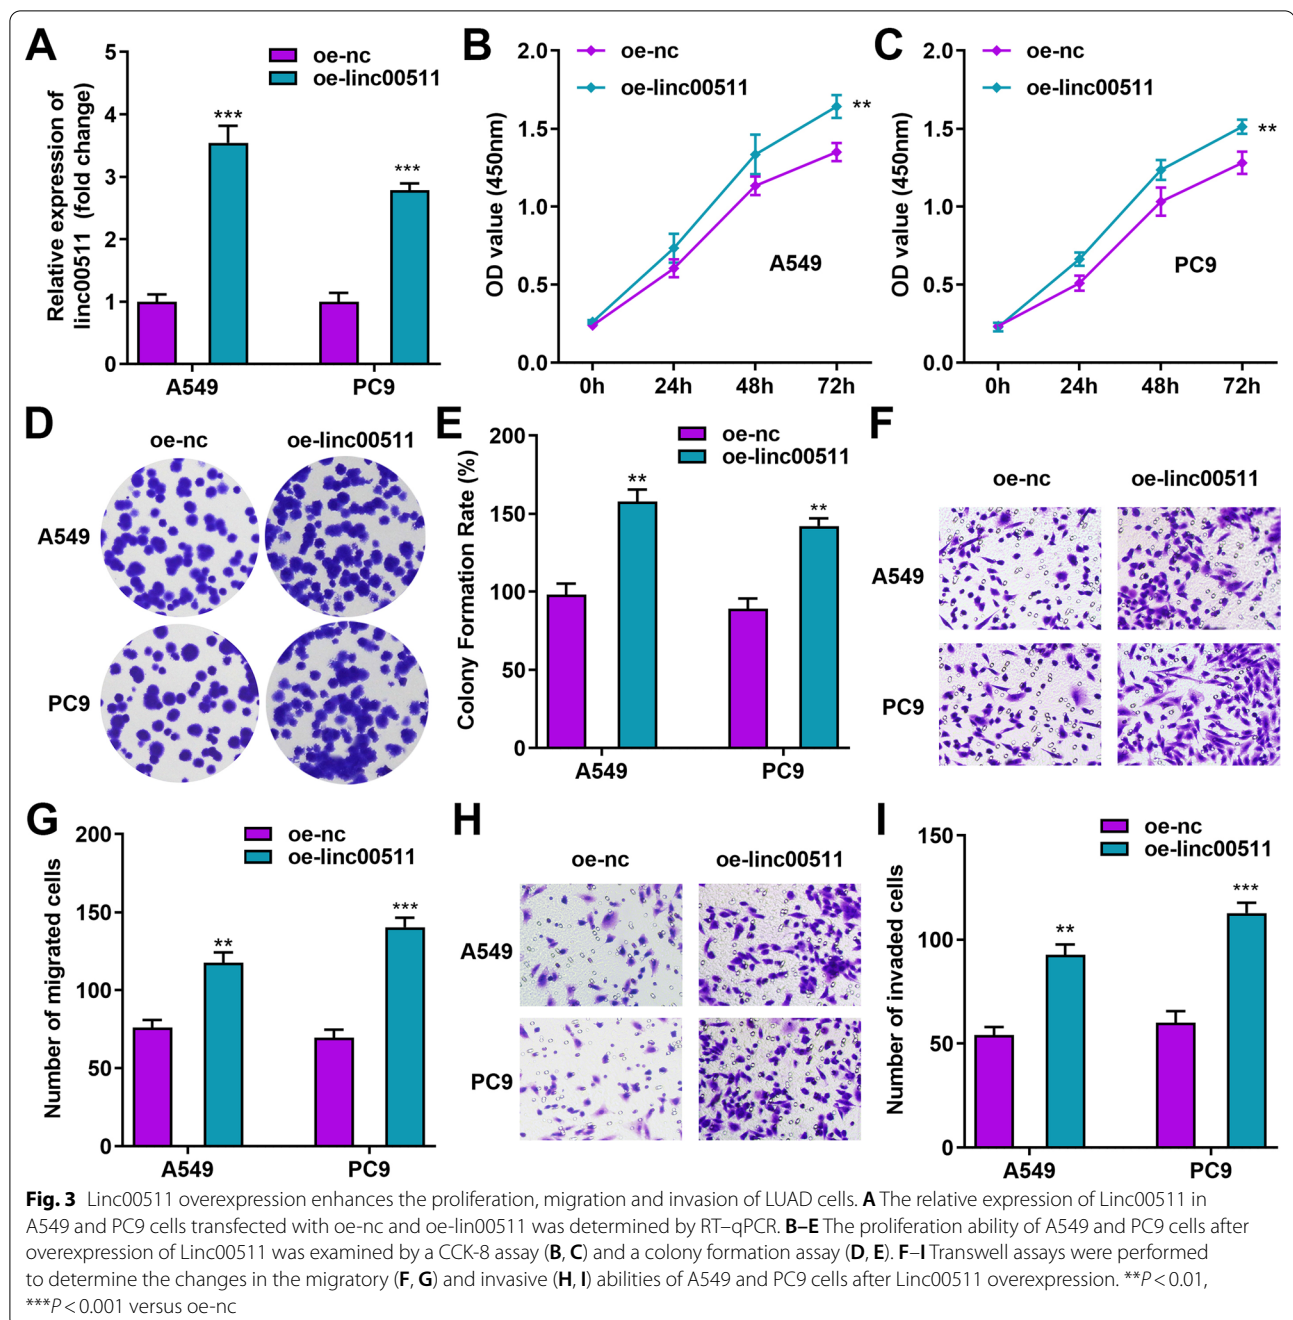 A
Relative expression of
linc00511 (fold change)
5
4
3
2
1
0
oe-nc
oe-linc00511
***
***
A549
PC9
B
OD value (450nm)
2.0
1.5
1.0
0.5
0.0
oe-nc
oe-linc00511
**
A549
0h
24h
48h
72h
C
OD value (450nm)
2.0
1.5
1.0
0.5
0.0
oe-nc
oe-linc00511
**
PC9
0h
24h
48h
72h
D
oe-nc
oe-linc00511
A549
PC9
E
Colony Formation Rate (%)
200
150
100
50
0
oe-nc
oe-linc00511
**
**
A549
PC9
F
oe-nc
oe-linc00511
A549
PC9
G
Number of migrated cells
200
150
100
50
0
oe-nc
oe-linc00511
**
***
A549
PC9
H
oe-nc
oe-linc00511
A549
PC9
I
Number of invaded cells
150
100
50
0
oe-nc
oe-linc00511
**
***
A549
PC9
Fig. 3 Linc00511 overexpression enhances the proliferation, migration and invasion of LUAD cells. A The relative expression of Linc00511 in
A549 and PC9 cells transfected with oe-nc and oe-lin00511 was determined by RT–qPCR. B–E The proliferation ability of A549 and PC9 cells after
overexpression of Linc00511 was examined by a CCK-8 assay (B, C) and a colony formation assay (D, E). F–I Transwell assays were performed
to determine the changes in the migratory (F, G) and invasive (H, I) abilities of A549 and PC9 cells after Linc00511 overexpression. **P < 0.01,
***P < 0.001 versus oe-nc